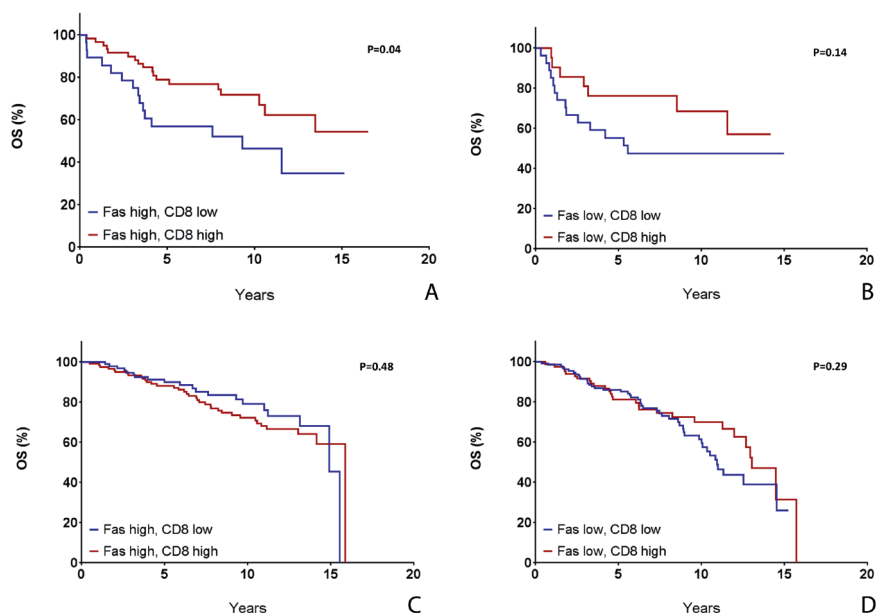 P=0.04
100
80
60
40
20
0
OS (%)
Fas high, CD8 low
Fas high, CD8 high
0 5 10 15 20
Years
A
P=0.14
100
80
60
40
20
0
OS (%)
Fas low, CD8 low
Fas low, CD8 high
0 5 10 15 20
Years
B
P=0.48
100
80
60
40
20
0
OS (%)
Fas high, CD8 low
Fas high, CD8 high
0 5 10 15 20
Years
C
P=0.29
100
80
60
40
20
0
OS (%)
Fas low, CD8 low
Fas low, CD8 high
0 5 10 15 20
Years
D